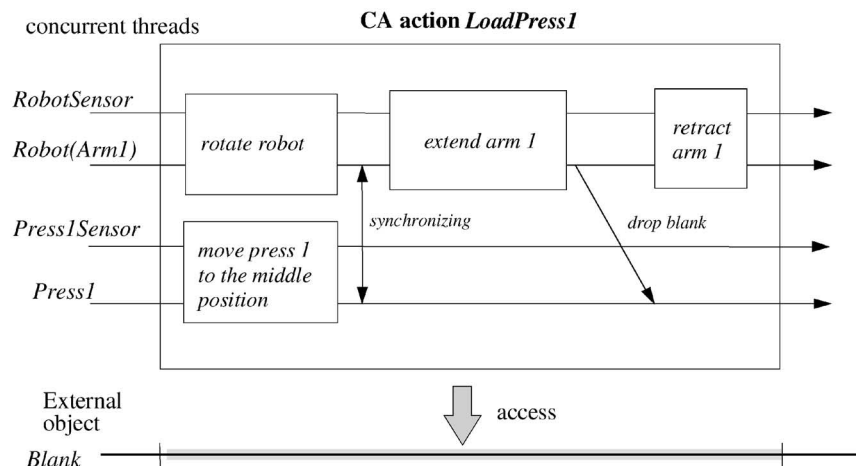 concurrent threads
CA action LoadPress1
RobotSensor
Robot(Arm1)
Press1Sensor
Press1
rotate robot
extend arm 1
retract
arm 1
move press 1
to the middle
position
synchronizing
drop blank
External
object
access
Blank